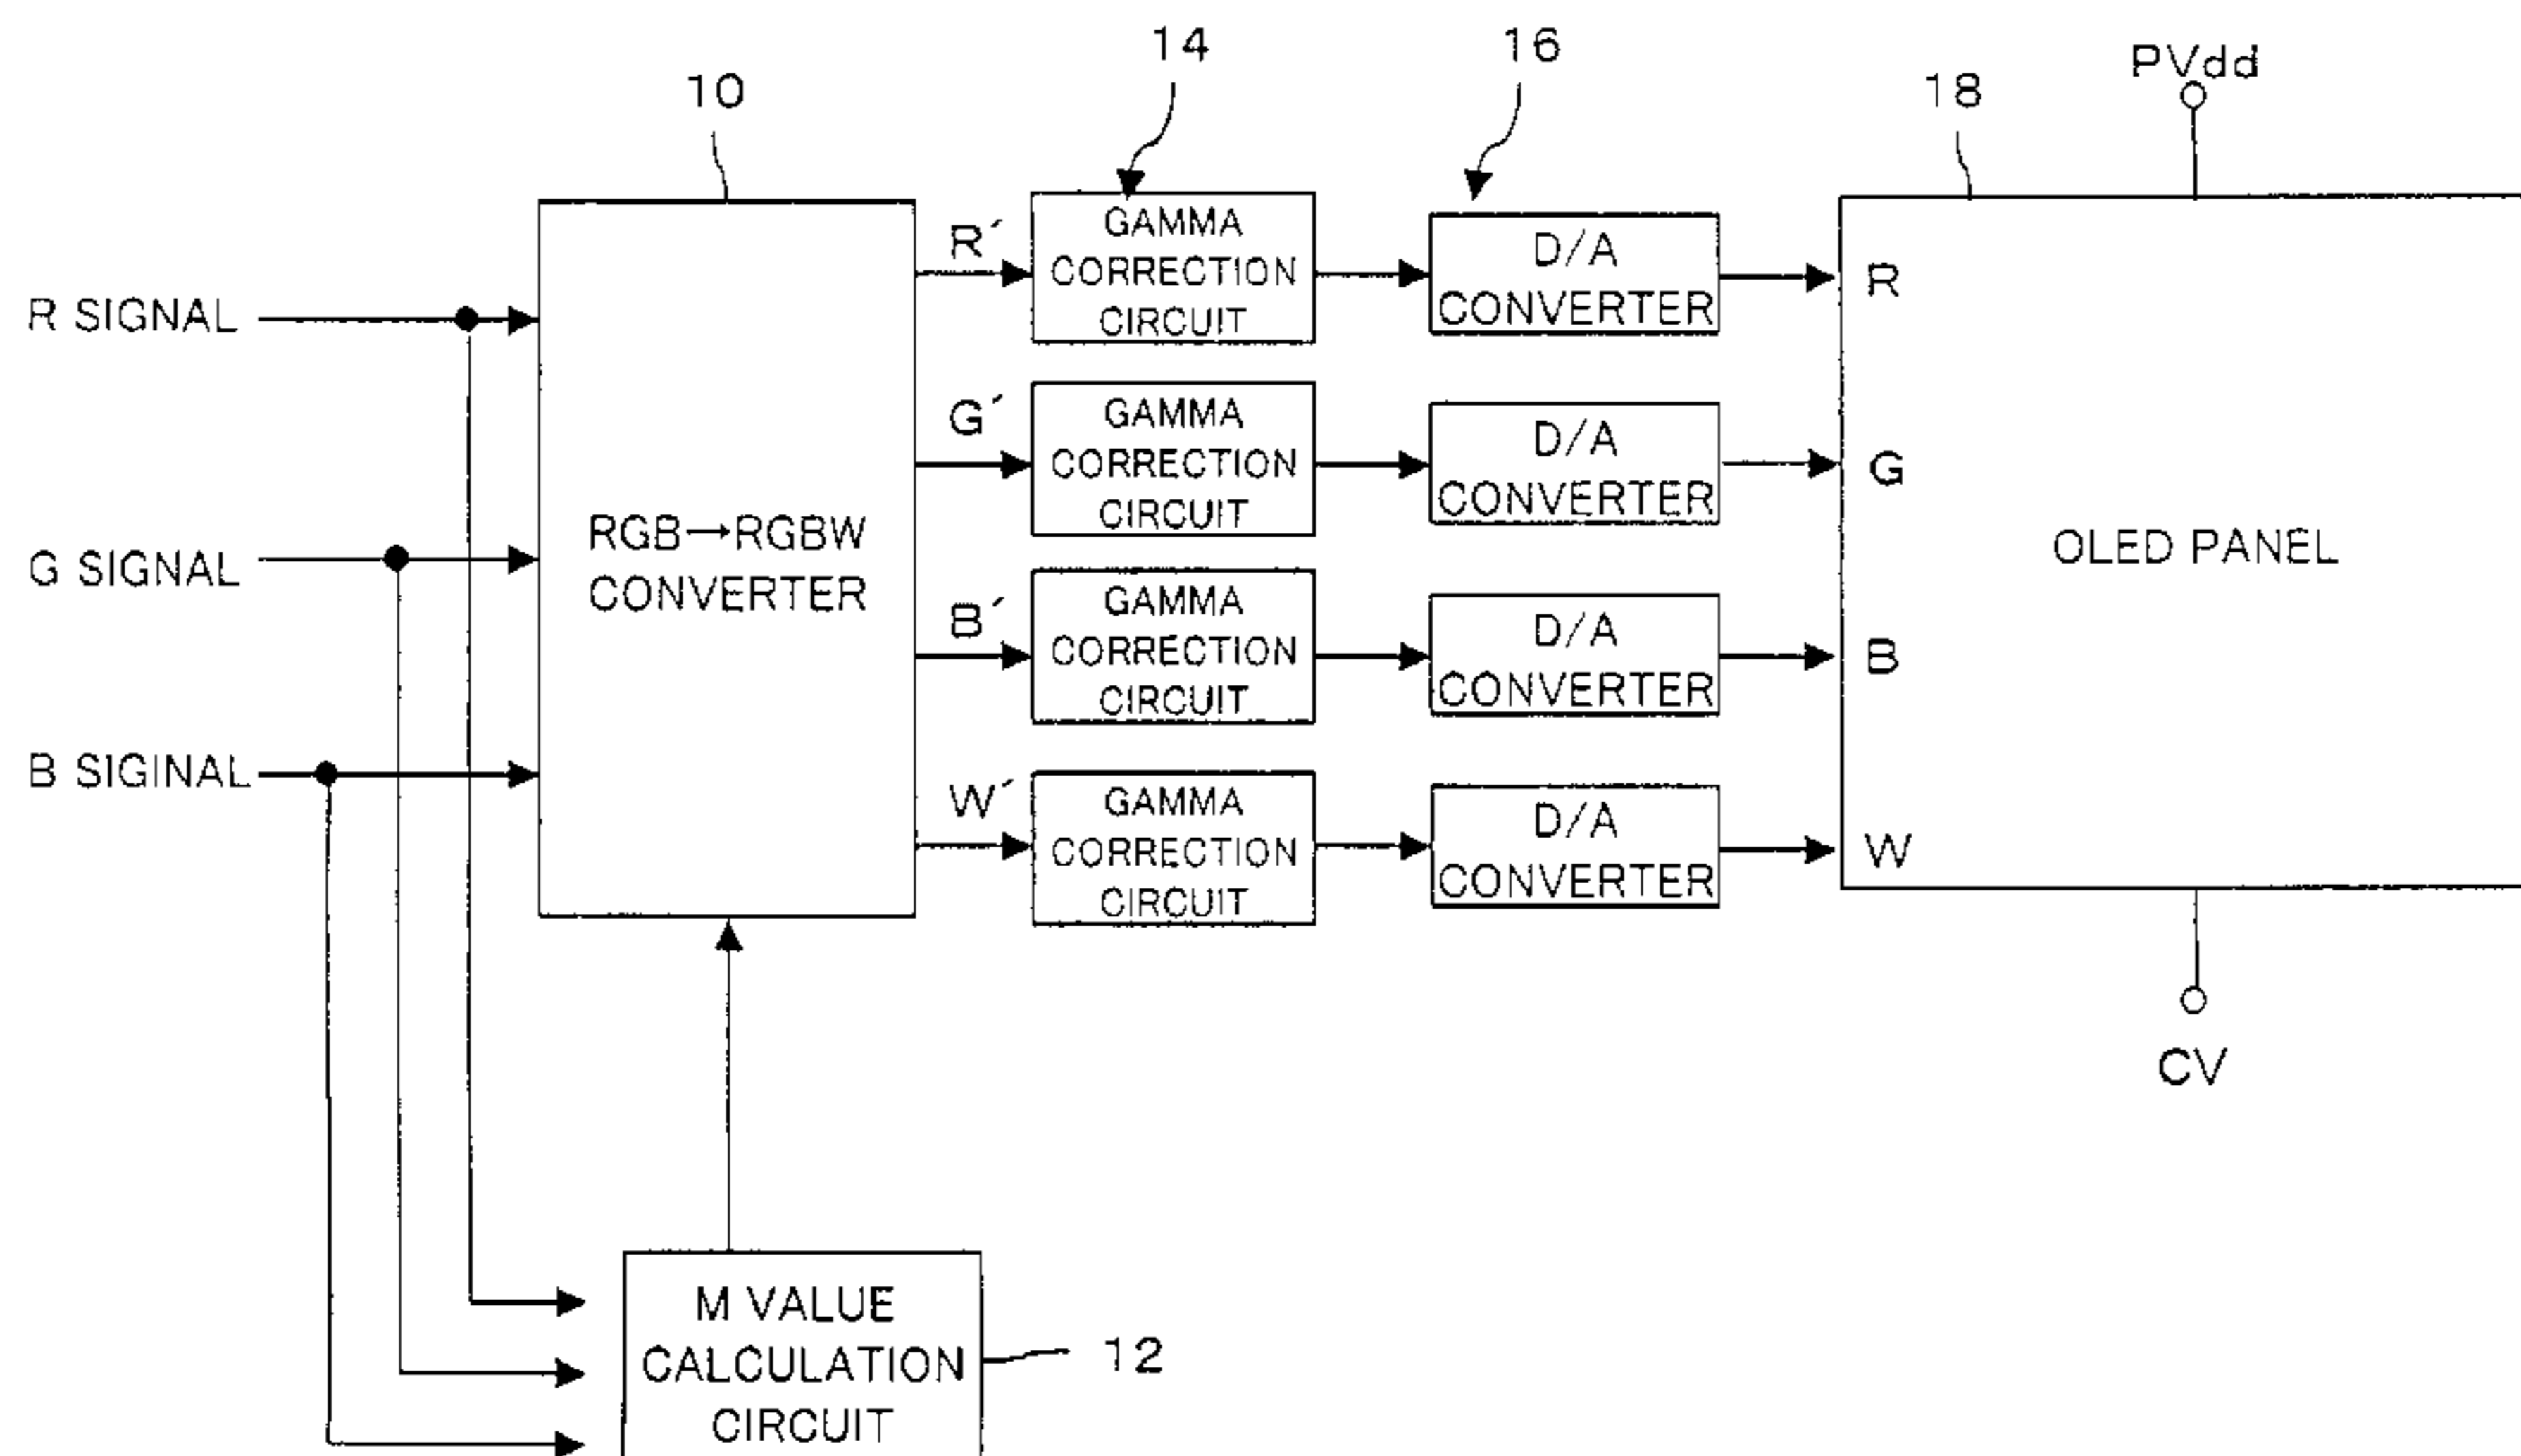 14
16
PVdd
10
18
R SIGNAL
G SIGNAL
B SIGINAL
RGB→RGBW
CONVERTER
R´
G´
B´
W´
GAMMA
CORRECTION
CIRCUIT
GAMMA
CORRECTION
CIRCUIT
GAMMA
CORRECTION
CIRCUIT
GAMMA
CORRECTION
CIRCUIT
D/A
CONVERTER
D/A
CONVERTER
D/A
CONVERTER
D/A
CONVERTER
R
G
B
W
OLED PANEL
CV
M VALUE
CALCULATION
CIRCUIT
12